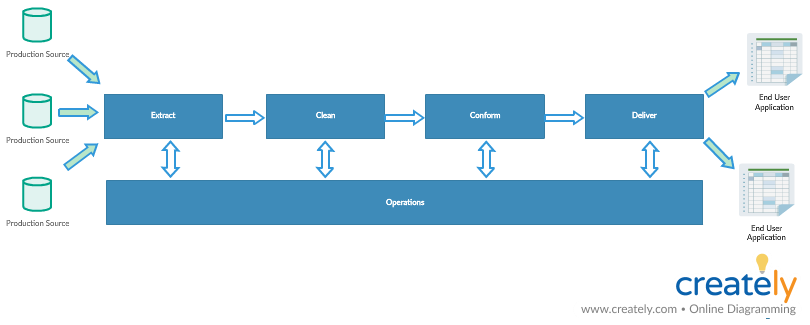 Production Source
Production Source
Production Source
Extract
Clean
Conform
Deliver
Operations
End User
Application
End User
Application
creately
www.creately.com • Online Diagramming